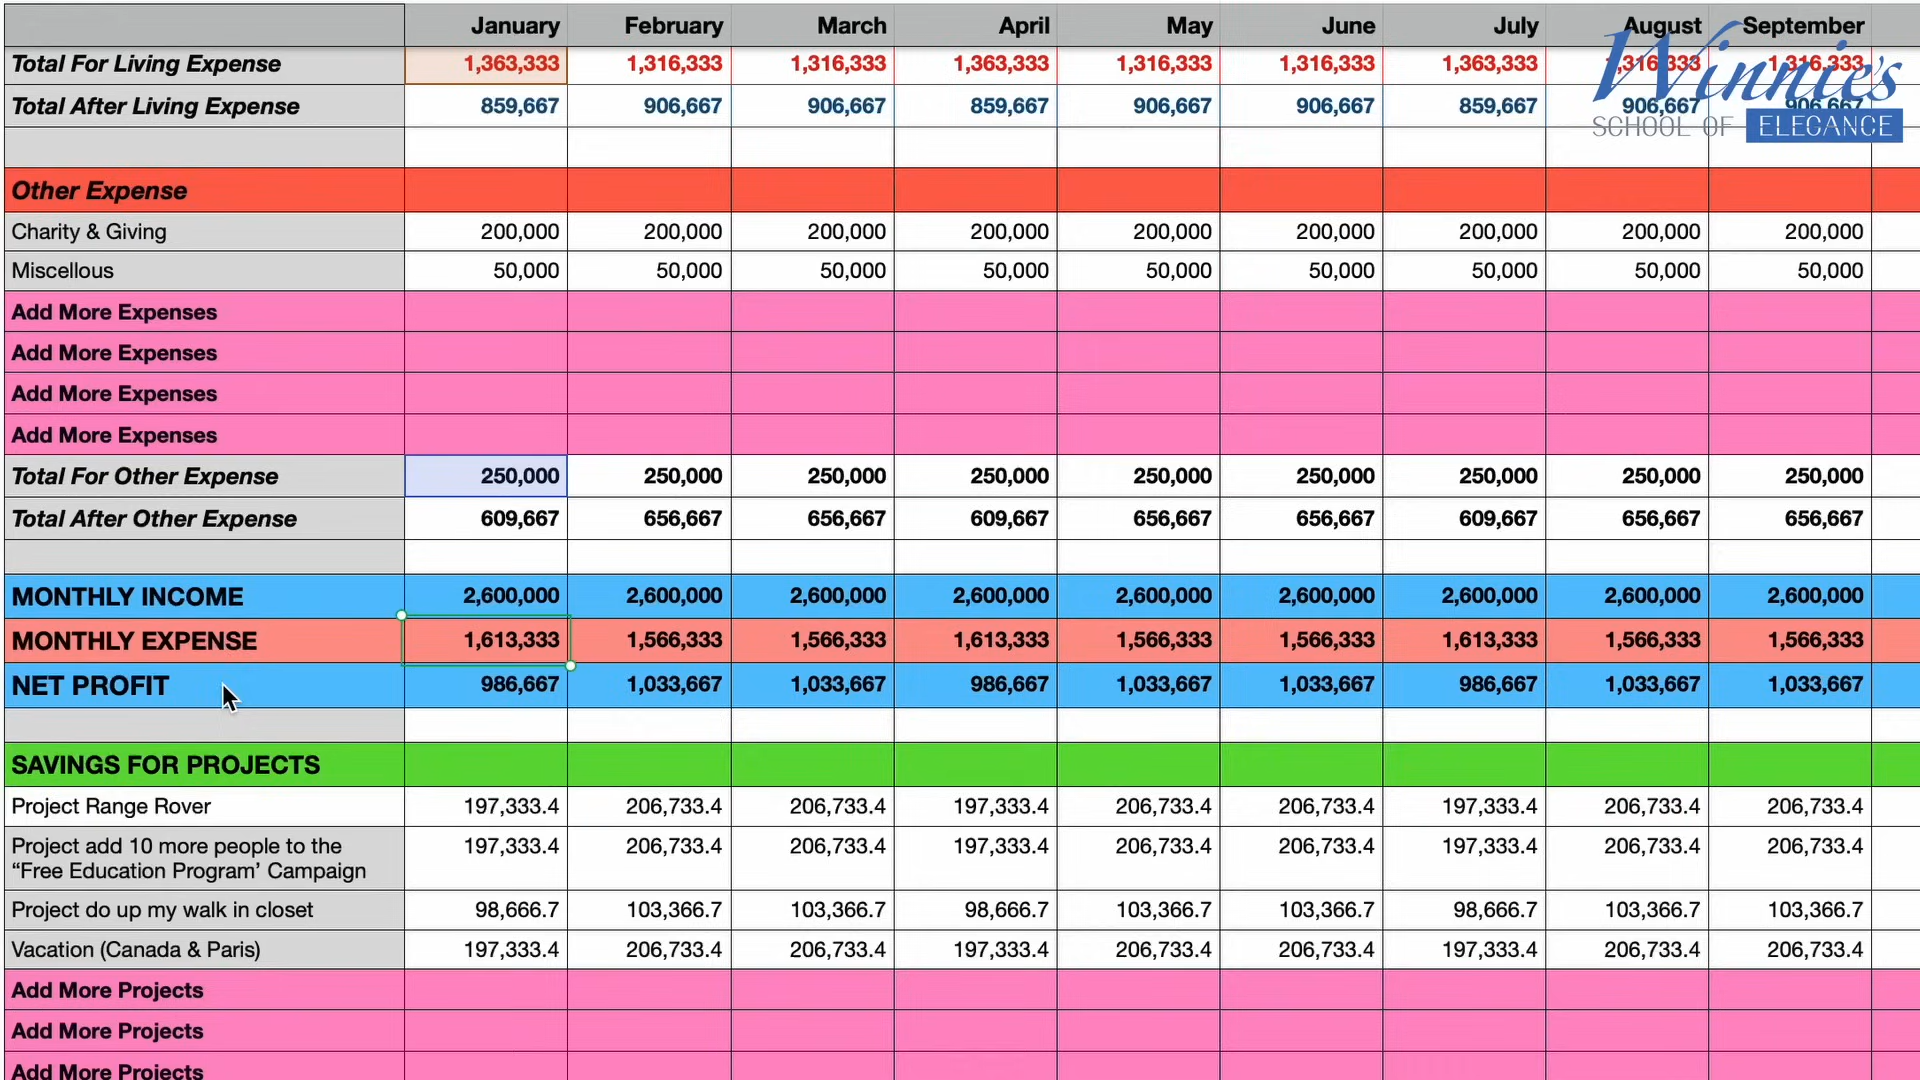 January February March April May June July August September
Total For Living Expense 1,363,333 1,316,333 1,316,333 1,363,333 1,316,333 1,316,333 1,363,333 1,316,333 1,316,333
Total After Living Expense 859,667 906,667 906,667 859,667 906,667 906,667 859,667 906,667 906,667
Winnie's
SCHOOL OF ELEGANCE
Other Expense
Charity & Giving 200,000 200,000 200,000 200,000 200,000 200,000 200,000 200,000 200,000
Miscellous 50,000 50,000 50,000 50,000 50,000 50,000 50,000 50,000 50,000
Add More Expenses
Add More Expenses
Add More Expenses
Add More Expenses
Total For Other Expense 250,000 250,000 250,000 250,000 250,000 250,000 250,000 250,000 250,000
Total After Other Expense 609,667 656,667 656,667 609,667 656,667 656,667 609,667 656,667 656,667
MONTHLY INCOME 2,600,000 2,600,000 2,600,000 2,600,000 2,600,000 2,600,000 2,600,000 2,600,000 2,600,000
MONTHLY EXPENSE 1,613,333 1,566,333 1,566,333 1,613,333 1,566,333 1,566,333 1,613,333 1,566,333 1,566,333
NET PROFIT 986,667 1,033,667 1,033,667 986,667 1,033,667 1,033,667 986,667 1,033,667 1,033,667
SAVINGS FOR PROJECTS
Project Range Rover 197,333.4 206,733.4 206,733.4 197,333.4 206,733.4 206,733.4 197,333.4 206,733.4 206,733.4
Project add 10 more people to the 197,333.4 206,733.4 206,733.4 197,333.4 206,733.4 206,733.4 197,333.4 206,733.4 206,733.4
“Free Education Program’ Campaign
Project do up my walk in closet 98,666.7 103,366.7 103,366.7 98,666.7 103,366.7 103,366.7 98,666.7 103,366.7 103,366.7
Vacation (Canada & Paris) 197,333.4 206,733.4 206,733.4 197,333.4 206,733.4 206,733.4 197,333.4 206,733.4 206,733.4
Add More Projects
Add More Projects
Add More Projects